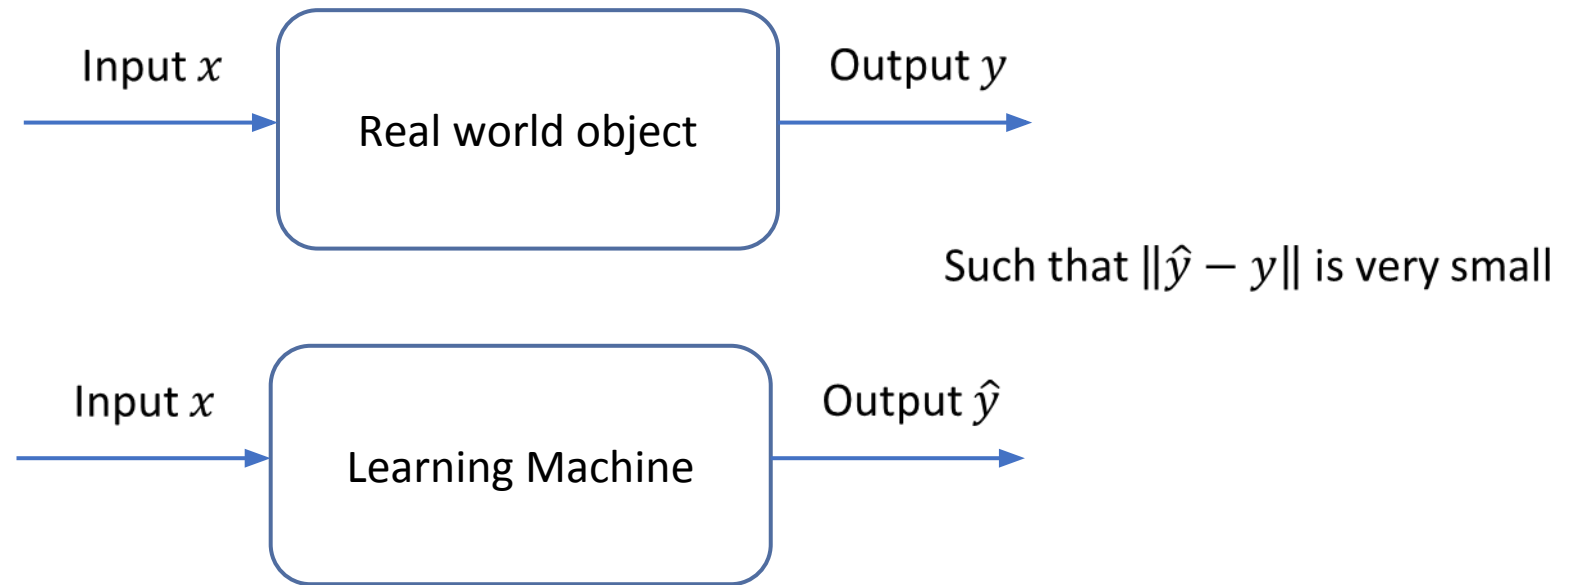 Input x
Output y
Real world object
Such that ‖ŷ − y‖ is very small
Input x
Output ŷ
Learning Machine